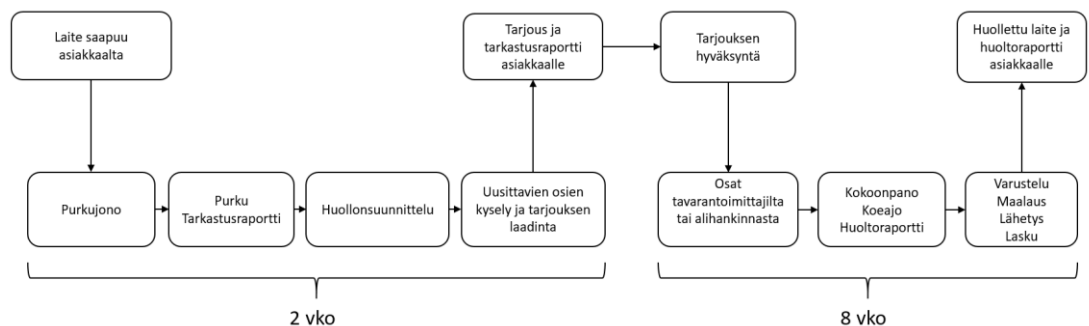 Laite saapuu
asiakkaalta
Tarjous ja
tarkastusraportti
asiakkaalle
Tarjouksen
hyväksyntä
Huollettu laite ja
huoltoraportti
asiakkaalle
Purkujono
Purku
Tarkastusraportti
Huollonsuunnittelu
Uusittavien osien
kysely ja tarjouksen
laadinta
Osat
tavarantoimittajilta
tai alihankinnasta
Kokoonpano
Koeajo
Huoltoraportti
Varustelu
Maalaus
Lähetys
Lasku
2 vko
8 vko